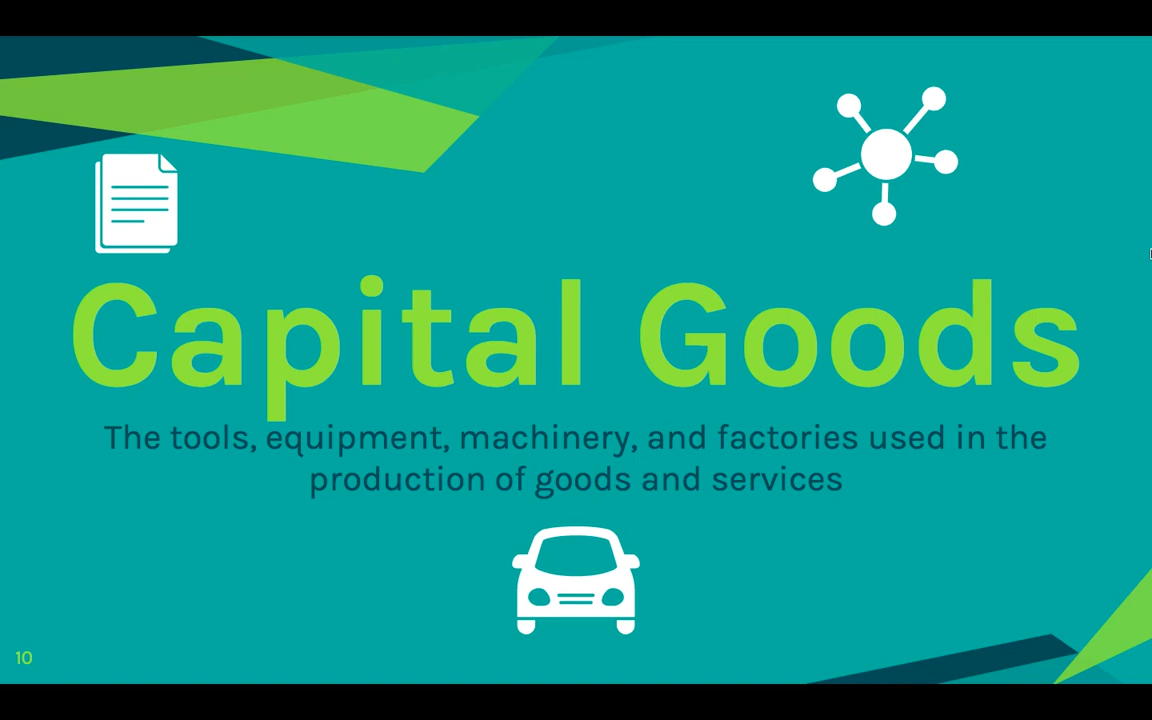 Capital Goods
The tools, equipment, machinery, and factories used in the
production of goods and services
10